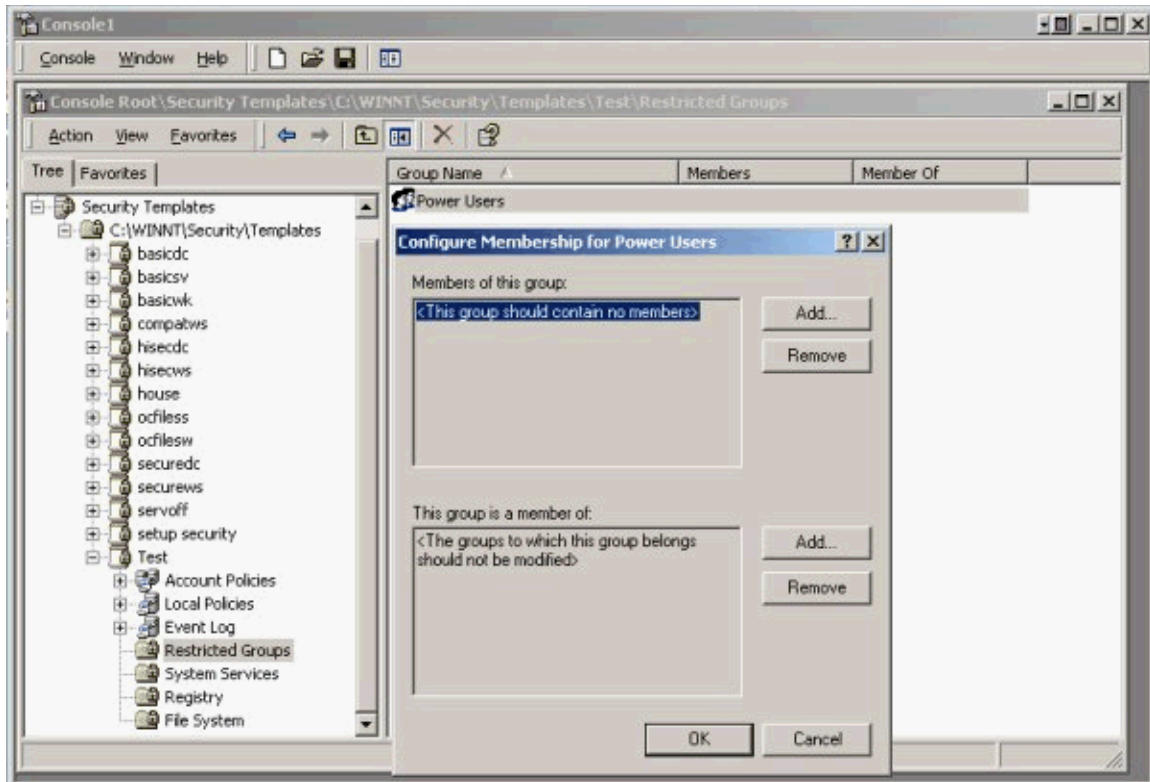 Console1
Console Window Help
Console Root\Security Templates\C:\WINNT\Security\Templates\Test\Restricted Groups
Action View Favorites
Tree Favorites
Group Name Members Member Of
Security Templates
C:\WINNT\Security\Templates
basicdc
basicsv
basicwk
compatws
hisecdc
hisecws
house
ocfiless
ocfilesw
securedc
securews
servoff
setup security
Test
Account Policies
Local Policies
Event Log
Restricted Groups
System Services
Registry
File System
Power Users
Configure Membership for Power Users
Members of this group:
<This group should contain no members>
Add...
Remove
This group is a member of:
<The groups to which this group belongs
should not be modified>
Add...
Remove
OK Cancel